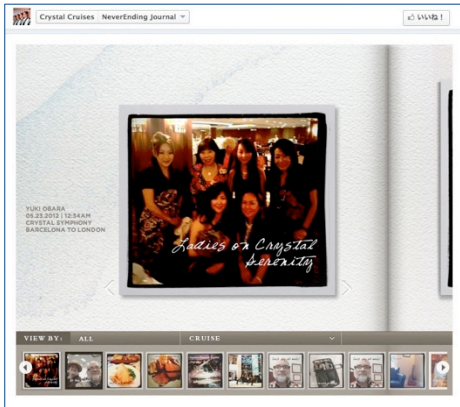 Crystal Cruises NeverEnding Journal
いいね！
YUKI OBARA
05.23.2012 | 12:34AM
CRYSTAL SYMPHONY
BARCELONA TO LONDON
Ladies on Crystal
Serenity
VIEW BY: ALL CRUISE